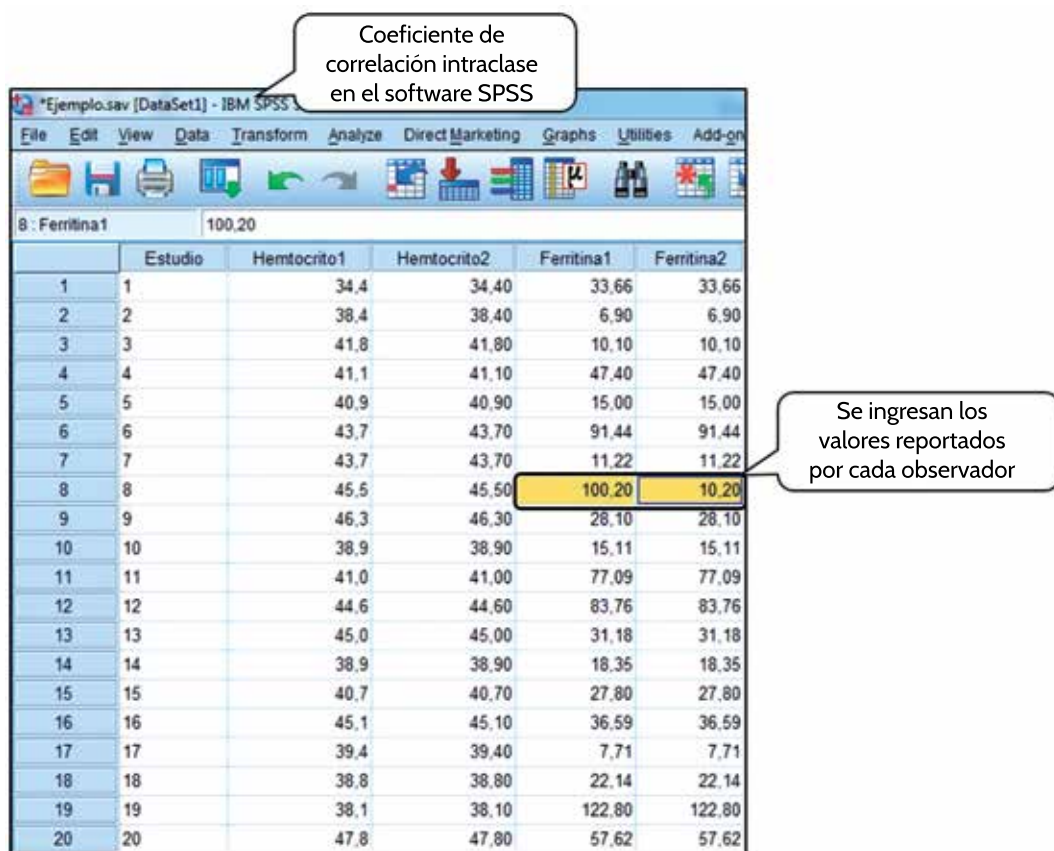 Coeficiente de
correlación intraclase
en el software SPSS
*Ejemplo.sav [DataSet1] - IBM SPSS
File Edit View Data Transform Analyze Direct Marketing Graphs Utilities Add-on
8 : Ferritina1 100,20
Estudio Hemtocrito1 Hemtocrito2 Ferritina1 Ferritina2
1 1 34,4 34,40 33,66 33,66
2 2 38,4 38,40 6,90 6,90
3 3 41,8 41,80 10,10 10,10
4 4 41,1 41,10 47,40 47,40
5 5 40,9 40,90 15,00 15,00
6 6 43,7 43,70 91,44 91,44
7 7 43,7 43,70 11,22 11,22
8 8 45,5 45,50 100,20 10,20
9 9 46,3 46,30 28,10 28,10
10 10 38,9 38,90 15,11 15,11
11 11 41,0 41,00 77,09 77,09
12 12 44,6 44,60 83,76 83,76
13 13 45,0 45,00 31,18 31,18
14 14 38,9 38,90 18,35 18,35
15 15 40,7 40,70 27,80 27,80
16 16 45,1 45,10 36,59 36,59
17 17 39,4 39,40 7,71 7,71
18 18 38,8 38,80 22,14 22,14
19 19 38,1 38,10 122,80 122,80
20 20 47,8 47,80 57,62 57,62
Se ingresan los
valores reportados
por cada observador